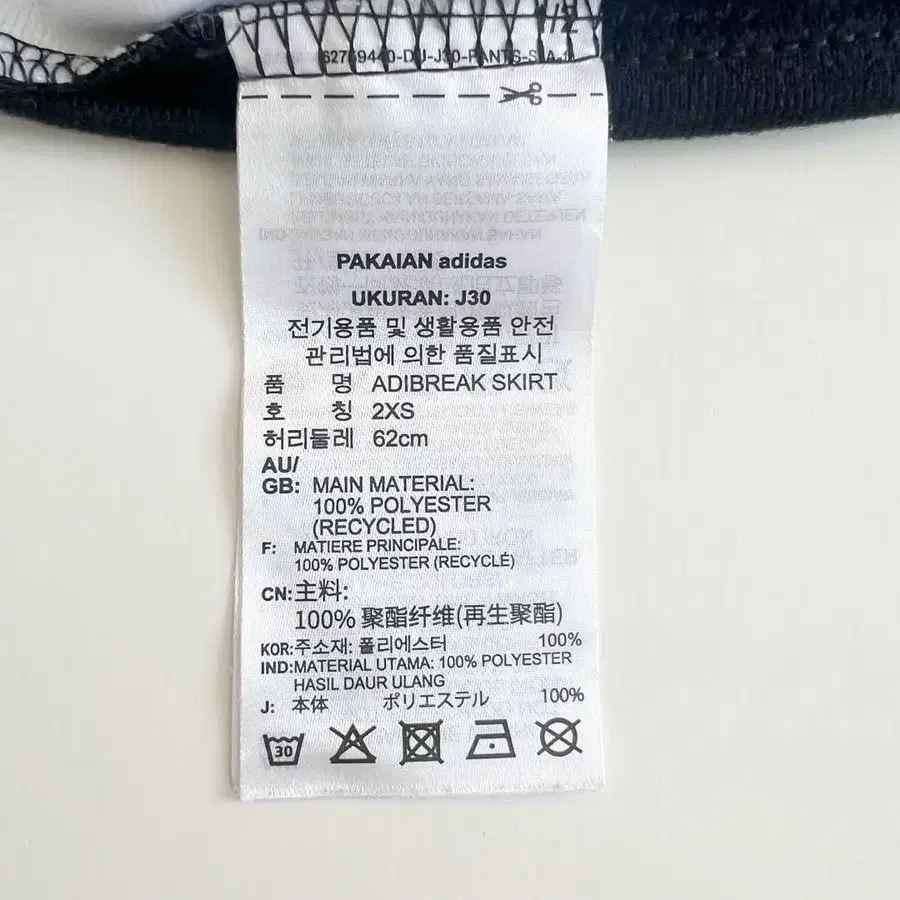 PAKAIAN adidas
UKURAN: J30
전기용품 및 생활용품 안전
관리법에 의한 품질표시
품 명 ADIBREAK SKIRT
호 칭 2XS
허리둘레 62cm
AU/
GB: MAIN MATERIAL:
100% POLYESTER
(RECYCLED)
F: MATIERE PRINCIPALE:
100% POLYESTER (RECYCLÉ)
CN:主料:
100% 聚酯纤维(再生聚酯)
KOR:주소재: 폴리에스터 100%
IND:MATERIAL UTAMA: 100% POLYESTER
HASIL DAUR ULANG
J: 本体 ポリエステル 100%
30